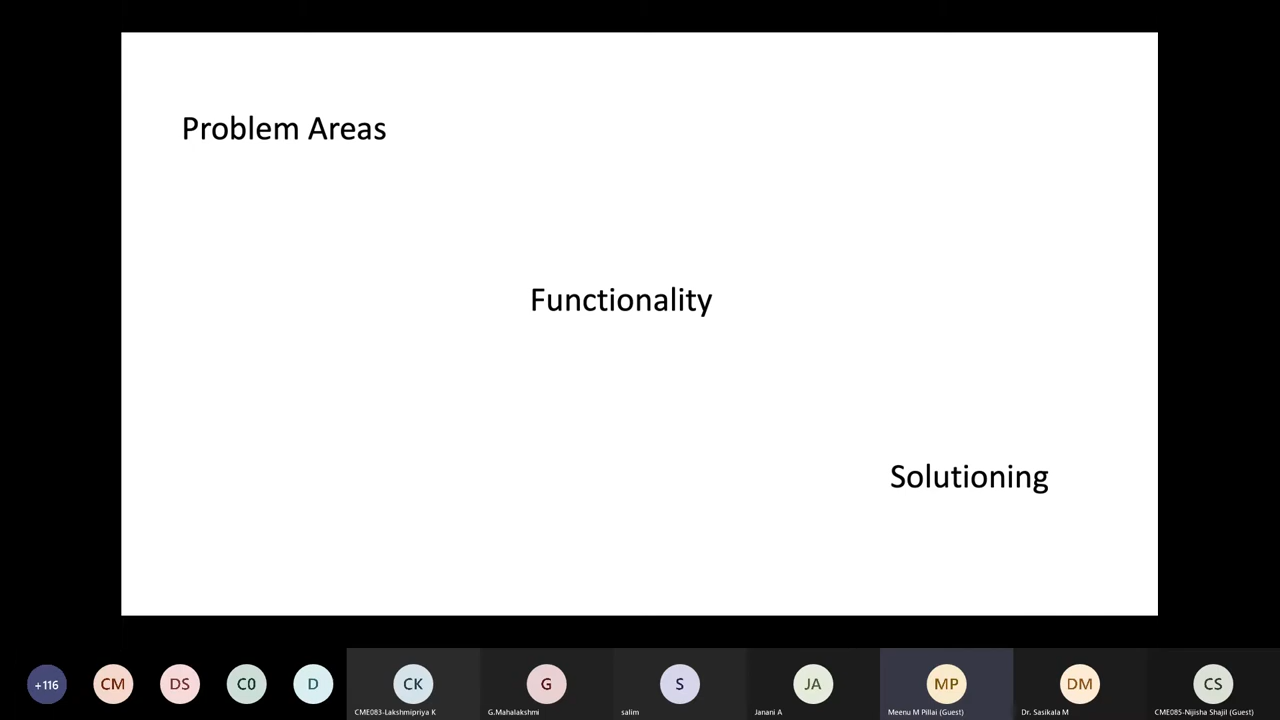 Problem Areas
Functionality
Solutioning
+116
CM
DS
C0
D
CK
G
S
JA
MP
DM
CS
CME083-Lakshmipriya K
G.Mahalakshmi
salim
Janani A
Meenu M Pillai (Guest)
Dr. Sasikala M
CME085-Nijisha Shajil (Guest)